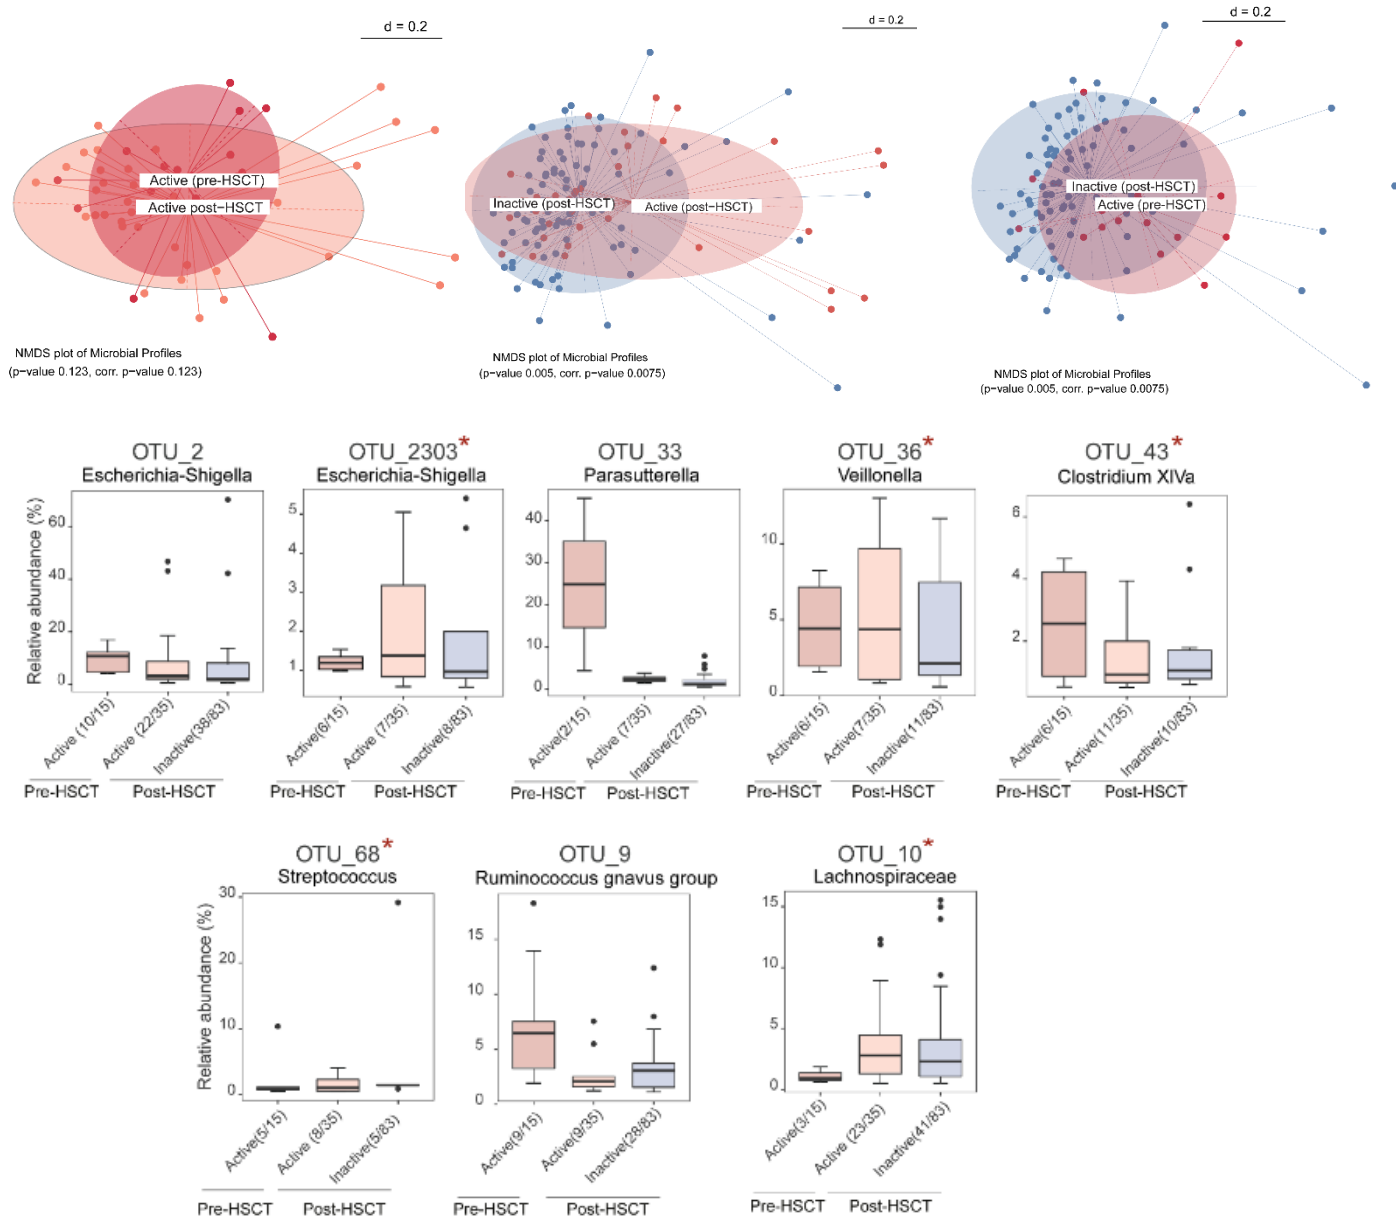 d = 0.2
Active (pre-HSCT)
Active post−HSCT
NMDS plot of Microbial Profiles
(p−value 0.123, corr. p−value 0.123)
d = 0.2
Inactive (post-HSCT)
Active (post−HSCT)
NMDS plot of Microbial Profiles
(p−value 0.005, corr. p−value 0.0075)
d = 0.2
Inactive (post-HSCT)
Active (pre-HSCT)
NMDS plot of Microbial Profiles
(p−value 0.005, corr. p−value 0.0075)
OTU_2
Escherichia-Shigella
Relative abundance (%)
60
40
20
0
Active (10/15)
Active (22/35)
Inactive(38/83)
Pre-HSCT
Post-HSCT
OTU_2303*
Escherichia-Shigella
5
4
3
2
1
Active(6/15)
Active (7/35)
Inactive(8/83)
Pre-HSCT
Post-HSCT
OTU_33
Parasutterella
40
30
20
10
0
Active(2/15)
Active (7/35)
Inactive(27/83)
Pre-HSCT
Post-HSCT
OTU_36*
Veillonella
10
5
0
Active(6/15)
Active(7/35)
Inactive(11/83)
Pre-HSCT
Post-HSCT
OTU_43*
Clostridium XIVa
6
4
2
Active(6/15)
Active(11/35)
Inactive(10/83)
Pre-HSCT
Post-HSCT
OTU_68*
Streptococcus
Relative abundance (%)
30
20
10
0
Active(5/15)
Active (8/35)
Inactive(5/83)
Pre-HSCT
Post-HSCT
OTU_9
Ruminococcus gnavus group
15
10
5
0
Active(9/15)
Active(9/35)
Inactive(28/83)
Pre-HSCT
Post-HSCT
OTU_10*
Lachnospiraceae
15
10
5
0
Active(3/15)
Active (23/35)
Inactive(41/83)
Pre-HSCT
Post-HSCT